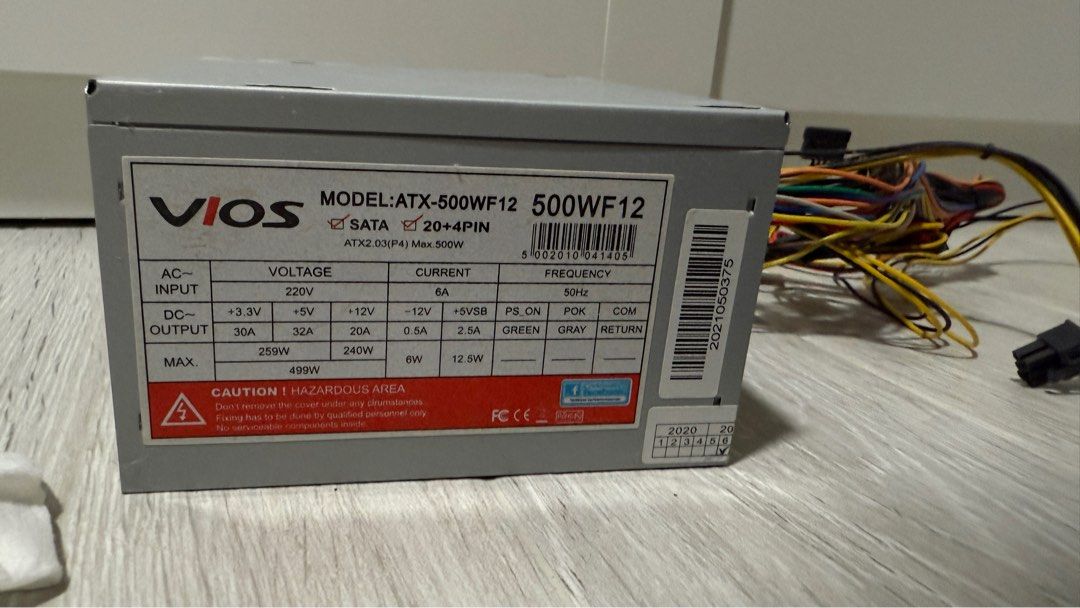 VIOS
MODEL:ATX-500WF12 500WF12
SATA 20+4PIN
ATX2.03(P4) Max.500W
5 002010 041405
AC~ INPUT
VOLTAGE CURRENT FREQUENCY
220V 6A 50Hz
DC~ OUTPUT
+3.3V +5V +12V −12V +5VSB PS_ON POK COM
30A 32A 20A 0.5A 2.5A GREEN GRAY RETURN
MAX.
259W 240W 6W 12.5W
499W
CAUTION ! HAZARDOUS AREA
Don't remove the cover under any circumstances.
Fixing has to be done by qualified personnel only.
No serviceable components inside.
FC CE
2021050375
2020 20
1 2 3 4 5 6